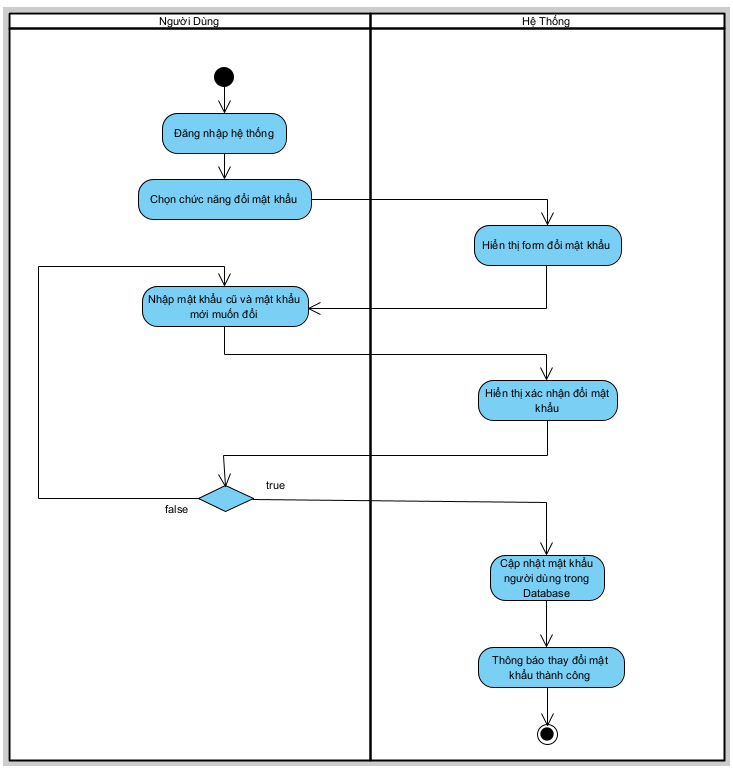 Người Dùng
Hệ Thống
Đăng nhập hệ thống
Chọn chức năng đổi mật khẩu
Hiển thị form đổi mật khẩu
Nhập mật khẩu cũ và mật khẩu
mới muốn đổi
Hiển thị xác nhận đổi mật
khẩu
true
false
Cập nhật mật khẩu
người dùng trong
Database
Thông báo thay đổi mật
khẩu thành công